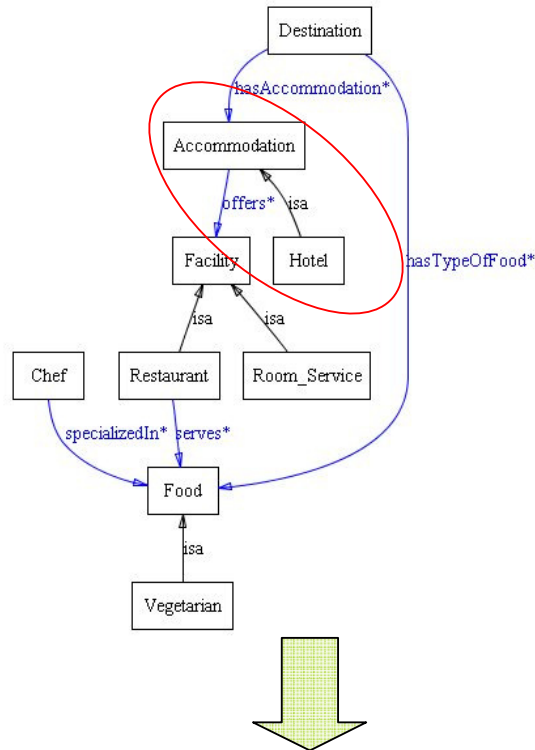 Destination
hasAccommodation*
Accommodation
offers*
isa
Facility
Hotel
hasTypeOfFood*
isa
isa
Chef
Restaurant
Room_Service
specializedIn*
serves*
Food
isa
Vegetarian